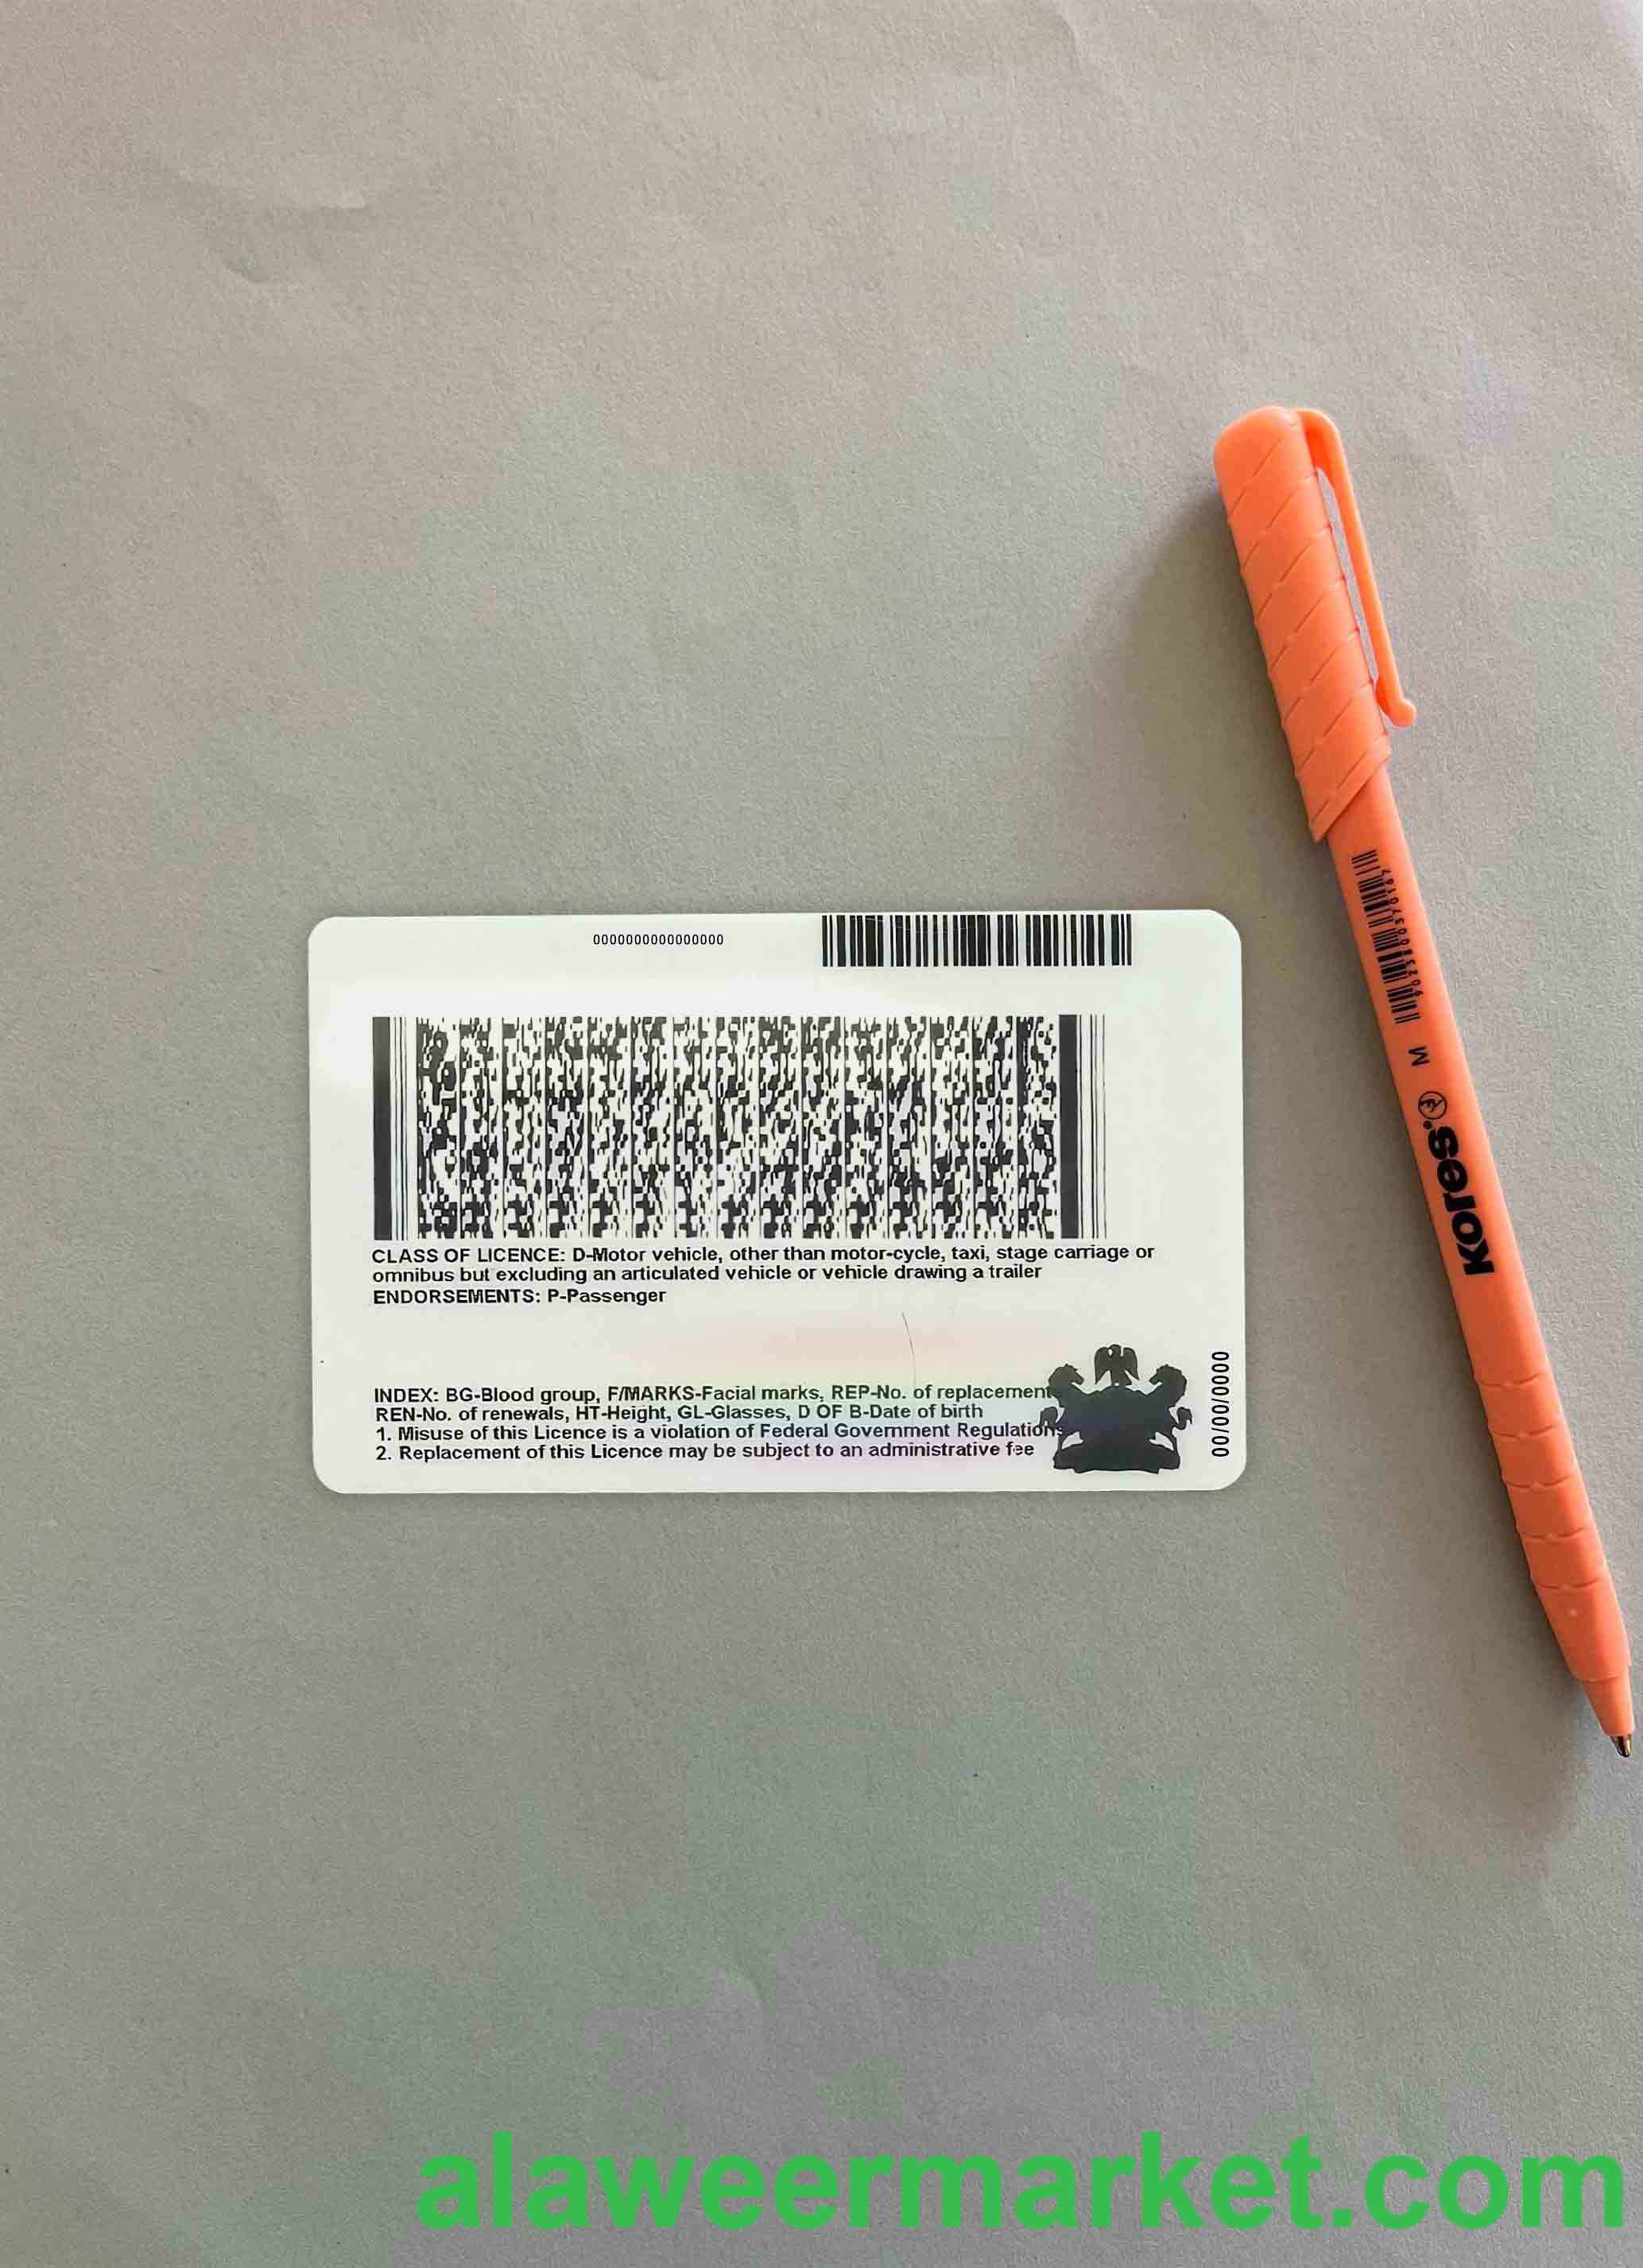 0000000000000000
CLASS OF LICENCE: D-Motor vehicle, other than motor-cycle, taxi, stage carriage or
omnibus but excluding an articulated vehicle or vehicle drawing a trailer
ENDORSEMENTS: P-Passenger
INDEX: BG-Blood group, F/MARKS-Facial marks, REP-No. of replacement
REN-No. of renewals, HT-Height, GL-Glasses, D OF B-Date of birth
1. Misuse of this Licence is a violation of Federal Government Regulations
2. Replacement of this Licence may be subject to an administrative fee
00/00/0000
Kores M
alaweermarket.com